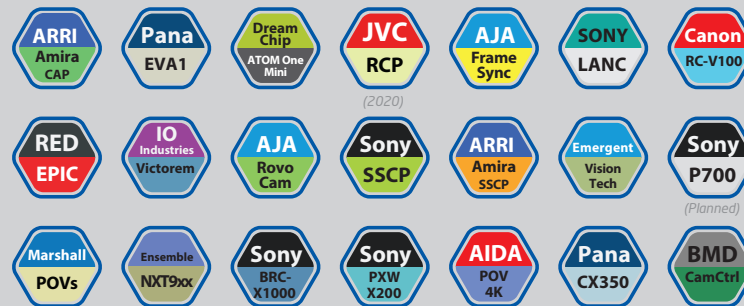 ARRI
Amira
CAP
Pana
EVA1
Dream
Chip
ATOM One
Mini
JVC
RCP
(2020)
AJA
Frame
Sync
SONY
LANC
Canon
RC-V100
RED
EPIC
IO
Industries
Victorem
AJA
Rovo
Cam
Sony
SSCP
ARRI
Amira
SSCP
Emergent
Vision
Tech
Sony
P700
(Planned)
Marshall
POVs
Ensemble
NXT9xx
Sony
BRC-
X1000
Sony
PXW
X200
AIDA
POV
4K
Pana
CX350
BMD
CamCtrl